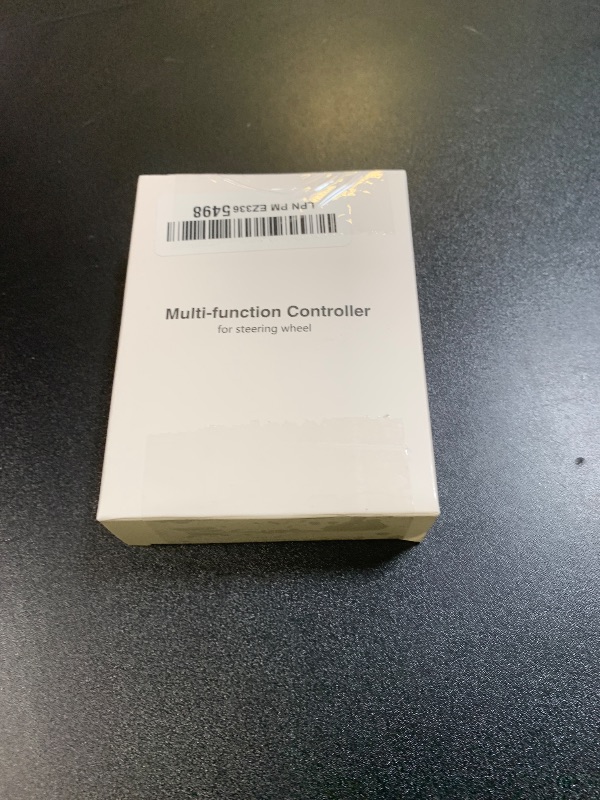 LPN PM EZ336 5498
Multi-function Controller
for steering wheel